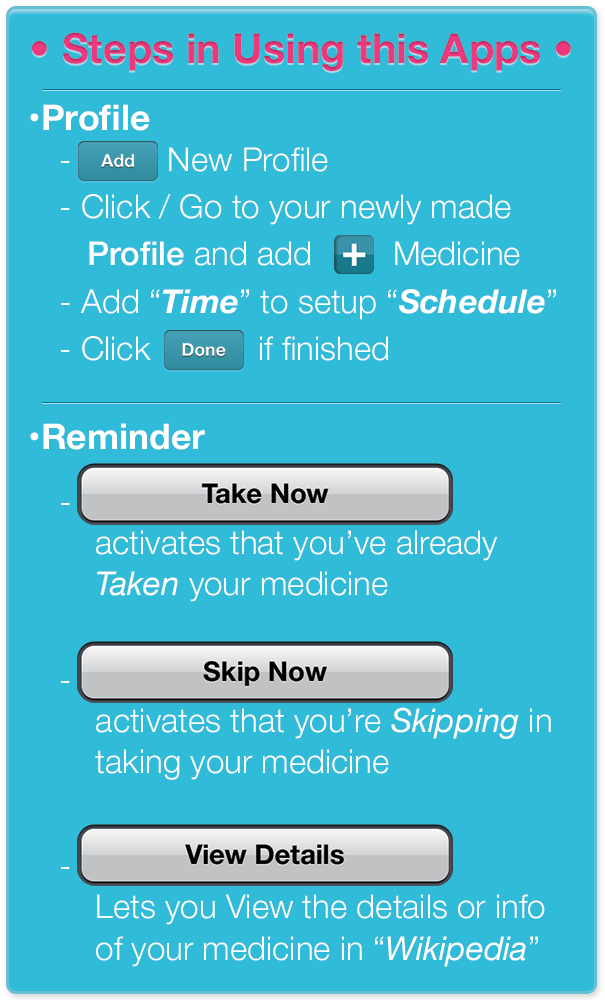 • Steps in Using this Apps •
•Profile
- Add New Profile
- Click / Go to your newly made
Profile and add + Medicine
- Add “Time” to setup “Schedule”
- Click Done if finished
•Reminder
- Take Now
activates that you’ve already
Taken your medicine
- Skip Now
activates that you’re Skipping in
taking your medicine
- View Details
Lets you View the details or info
of your medicine in “Wikipedia”